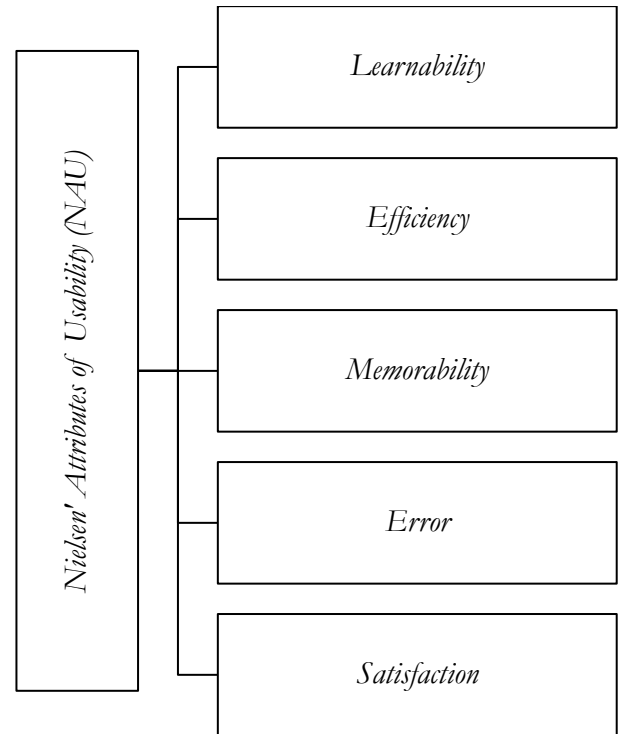 Nielsen' Attributes of Usability (NAU)
Learnability
Efficiency
Memorability
Error
Satisfaction